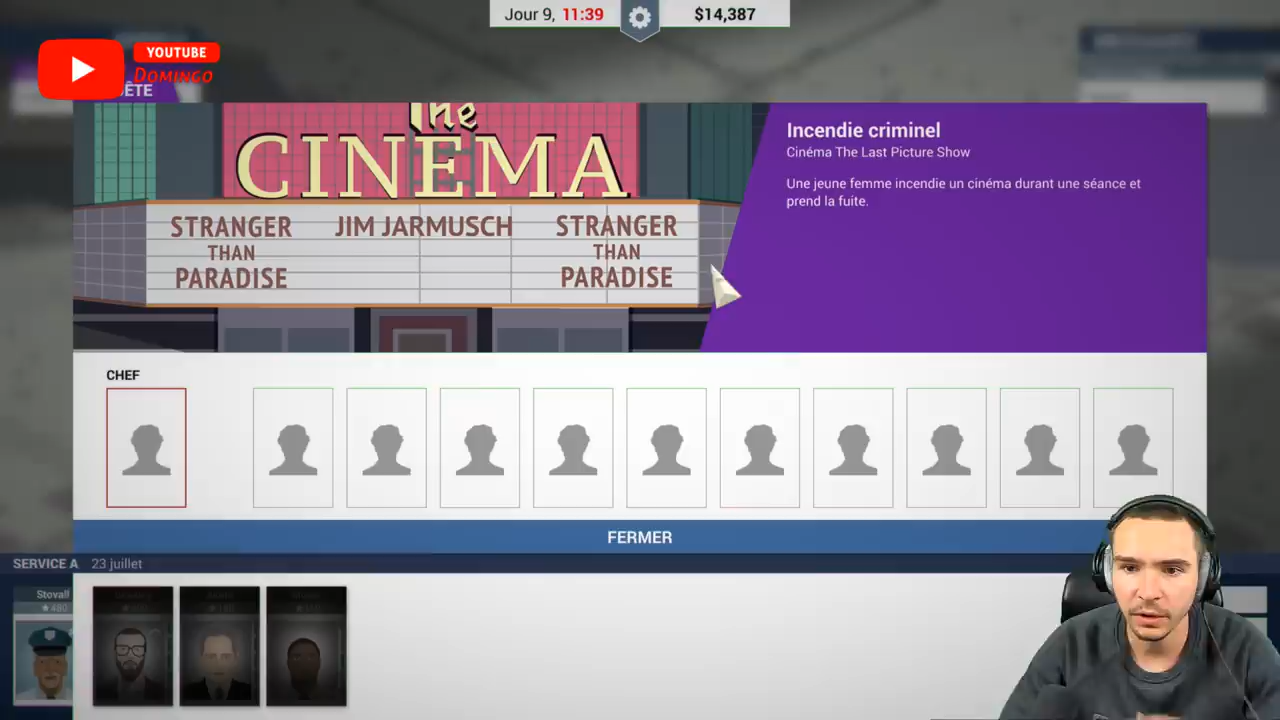 Jour 9, 11:39
$14,387
YOUTUBE
DOMINGO
ÊTE
The
CINEMA
STRANGER JIM JARMUSCH STRANGER
THAN THAN
PARADISE PARADISE
Incendie criminel
Cinéma The Last Picture Show
Une jeune femme incendie un cinéma durant une séance et
prend la fuite.
CHEF
FERMER
SERVICE A 23 juillet
Stovall
★480